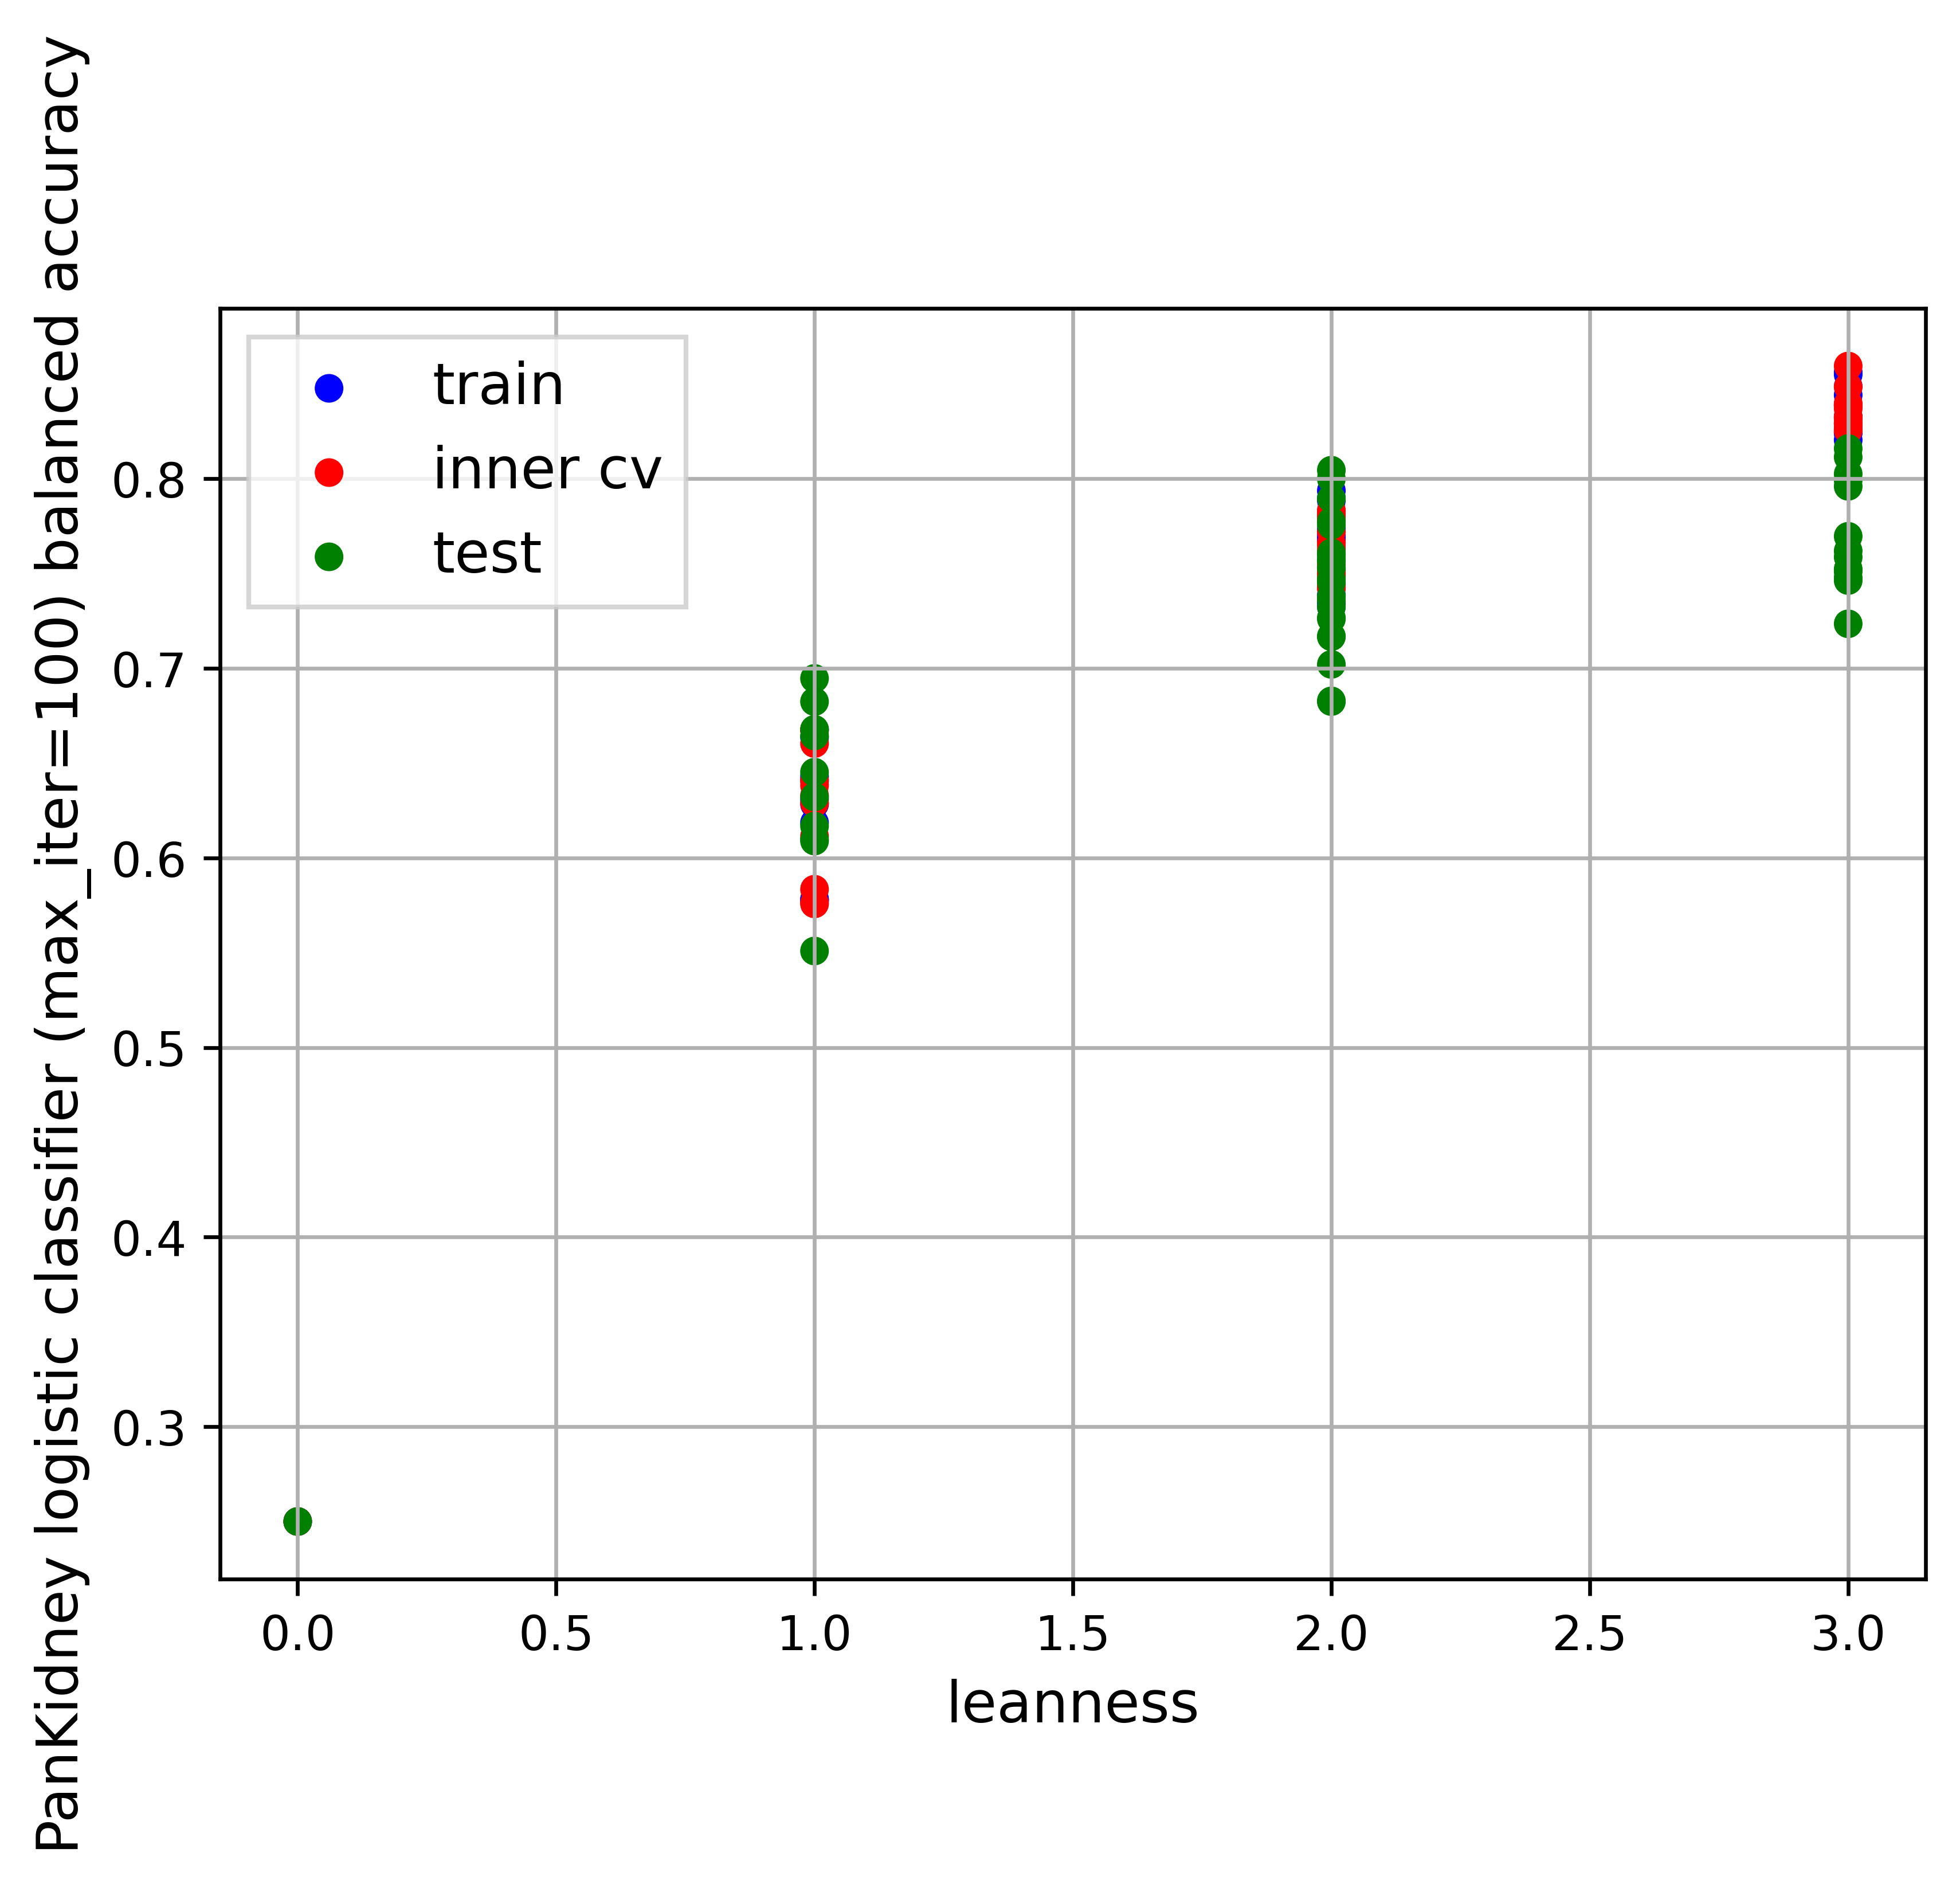 PanKidney logistic classifier (max_iter=100) balanced accuracy
train
inner cv
test
0.8
0.7
0.6
0.5
0.4
0.3
0.0 0.5 1.0 1.5 2.0 2.5 3.0
leanness